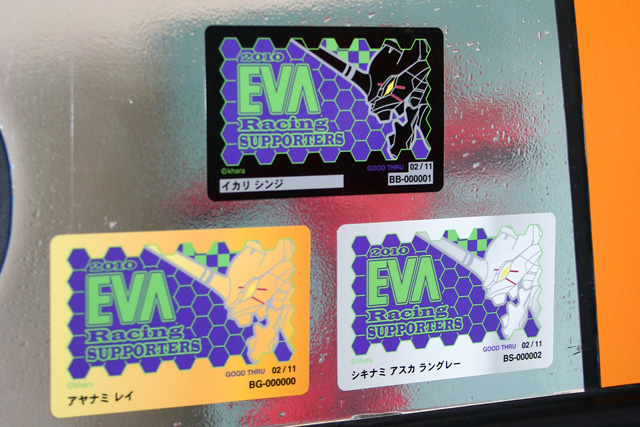 2010
EVA
Racing
SUPPORTERS
©khara
GOOD THRU 02/11
イカリ シンジ
BB-000001
2010
EVA
Racing
SUPPORTERS
©khara
GOOD THRU 02/11
BG-000000
アヤナミ レイ
2010
EVA
Racing
SUPPORTERS
©khara
GOOD THRU 02/11
BS-000002
シキナミ アスカ ラングレー